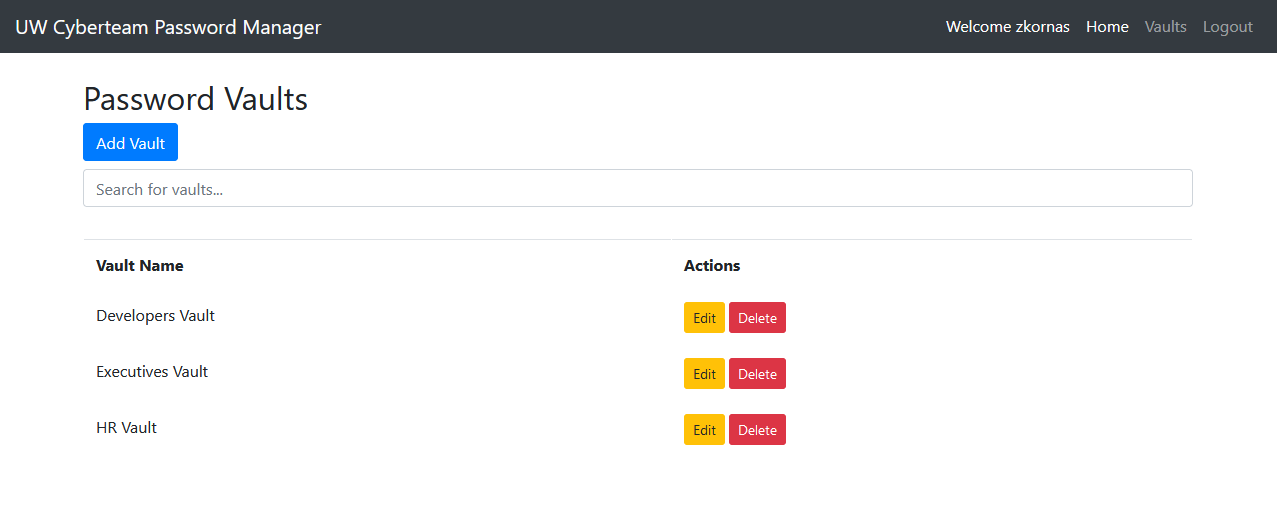 UW Cyberteam Password Manager Welcome zkornas Home Vaults Logout
Password Vaults
Add Vault
Search for vaults...
Vault Name Actions
Developers Vault Edit Delete
Executives Vault Edit Delete
HR Vault Edit Delete